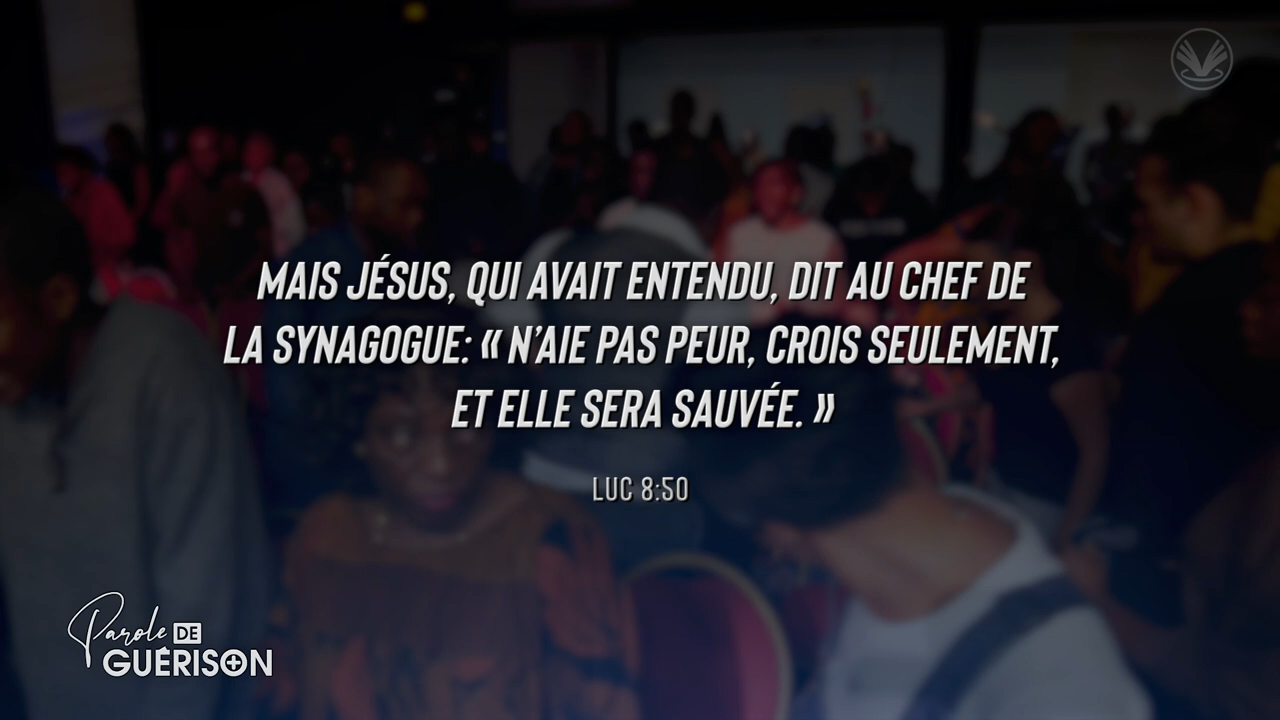 MAIS JÉSUS, QUI AVAIT ENTENDU, DIT AU CHEF DE
LA SYNAGOGUE: « N’AIE PAS PEUR, CROIS SEULEMENT,
ET ELLE SERA SAUVÉE. »
LUC 8:50
Parole DE
GUÉRISON